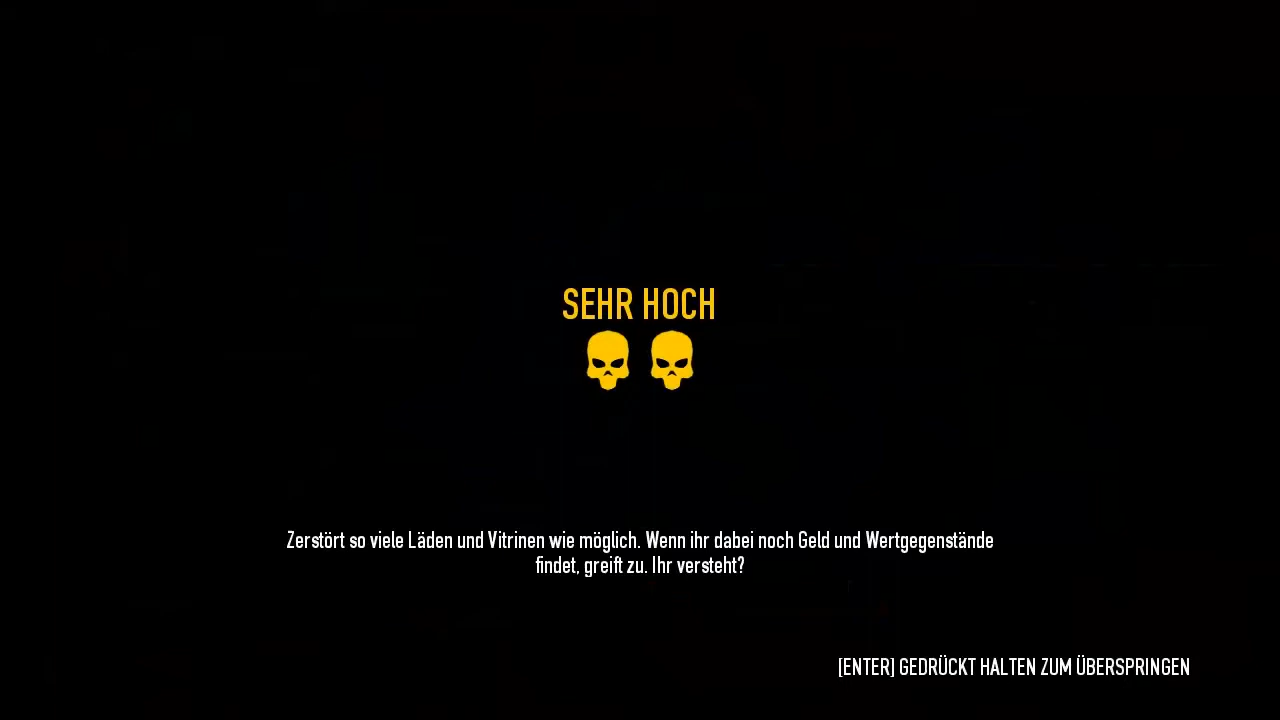 SEHR HOCH
Zerstört so viele Läden und Vitrinen wie möglich. Wenn ihr dabei noch Geld und Wertgegenstände
findet, greift zu. Ihr versteht?
[ENTER] GEDRÜCKT HALTEN ZUM ÜBERSPRINGEN